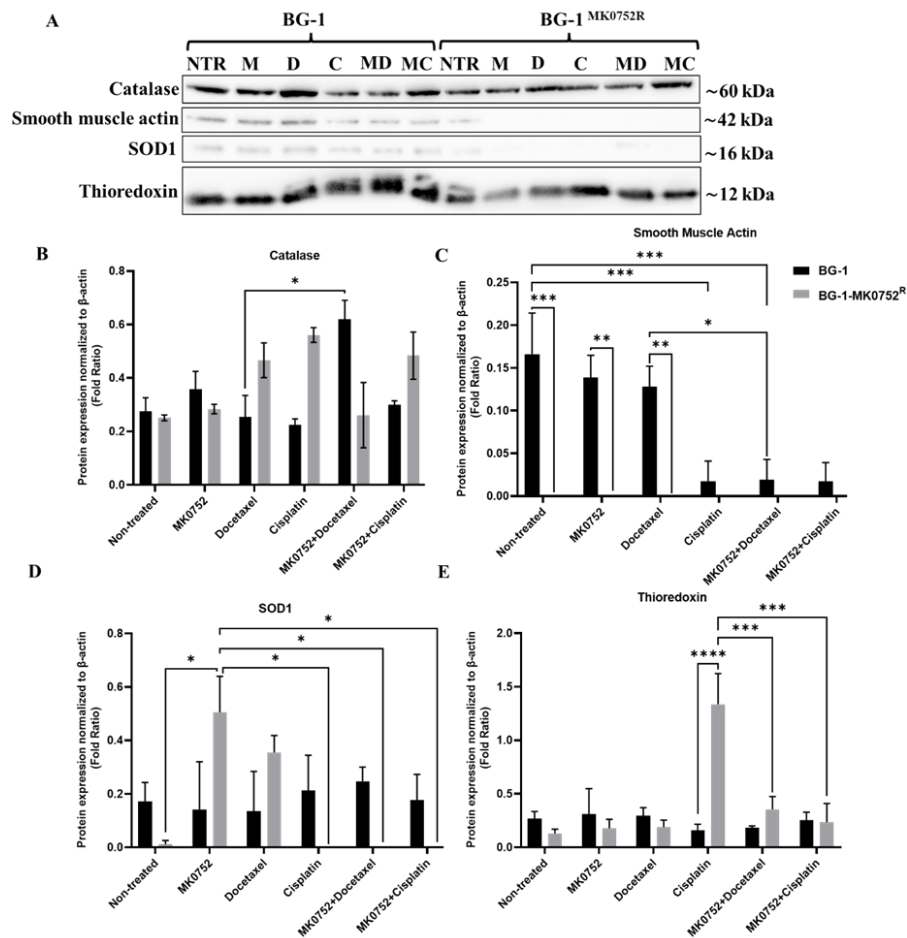 A
BG-1
BG-1 MK0752R
NTR M D C MD MC NTR M D C MD MC
Catalase
~60 kDa
Smooth muscle actin
~42 kDa
SOD1
~16 kDa
Thioredoxin
~12 kDa
B
Catalase
Protein expression normalized to β-actin
(Fold Ratio)
0.8
0.6
0.4
0.2
0.0
*
Non-treated
MK0752
Docetaxel
Cisplatin
MK0752+Docetaxel
MK0752+Cisplatin
C
Smooth Muscle Actin
Protein expression normalized to β-actin
(Fold Ratio)
0.25
0.20
0.15
0.10
0.05
0.00
***
***
***
**
**
*
Non-treated
MK0752
Docetaxel
Cisplatin
MK0752+Docetaxel
MK0752+Cisplatin
BG-1
BG-1-MK0752R
D
SOD1
Protein expression normalized to β-actin
(Fold Ratio)
0.8
0.6
0.4
0.2
0.0
*
*
*
*
Non-treated
MK0752
Docetaxel
Cisplatin
MK0752+Docetaxel
MK0752+Cisplatin
E
Thioredoxin
Protein expression normalized to β-actin
(Fold Ratio)
2.0
1.5
1.0
0.5
0.0
***
***
****
Non-treated
MK0752
Docetaxel
Cisplatin
MK0752+Docetaxel
MK0752+Cisplatin